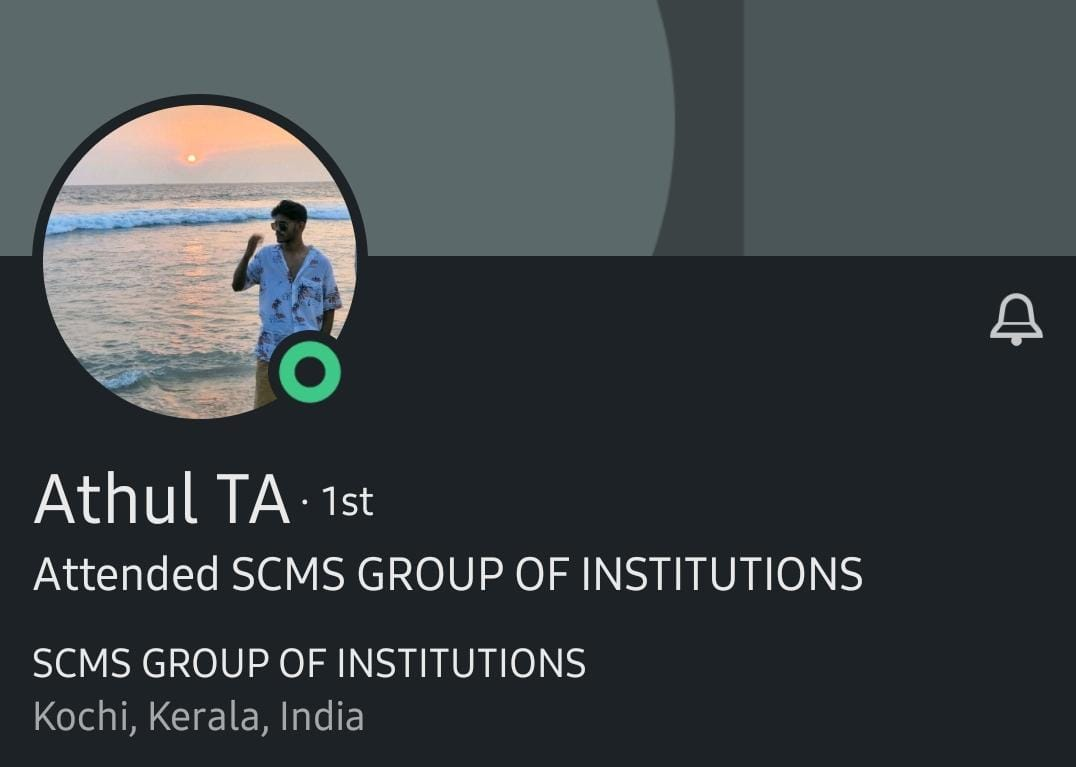 Athul TA · 1st
Attended SCMS GROUP OF INSTITUTIONS
SCMS GROUP OF INSTITUTIONS
Kochi, Kerala, India